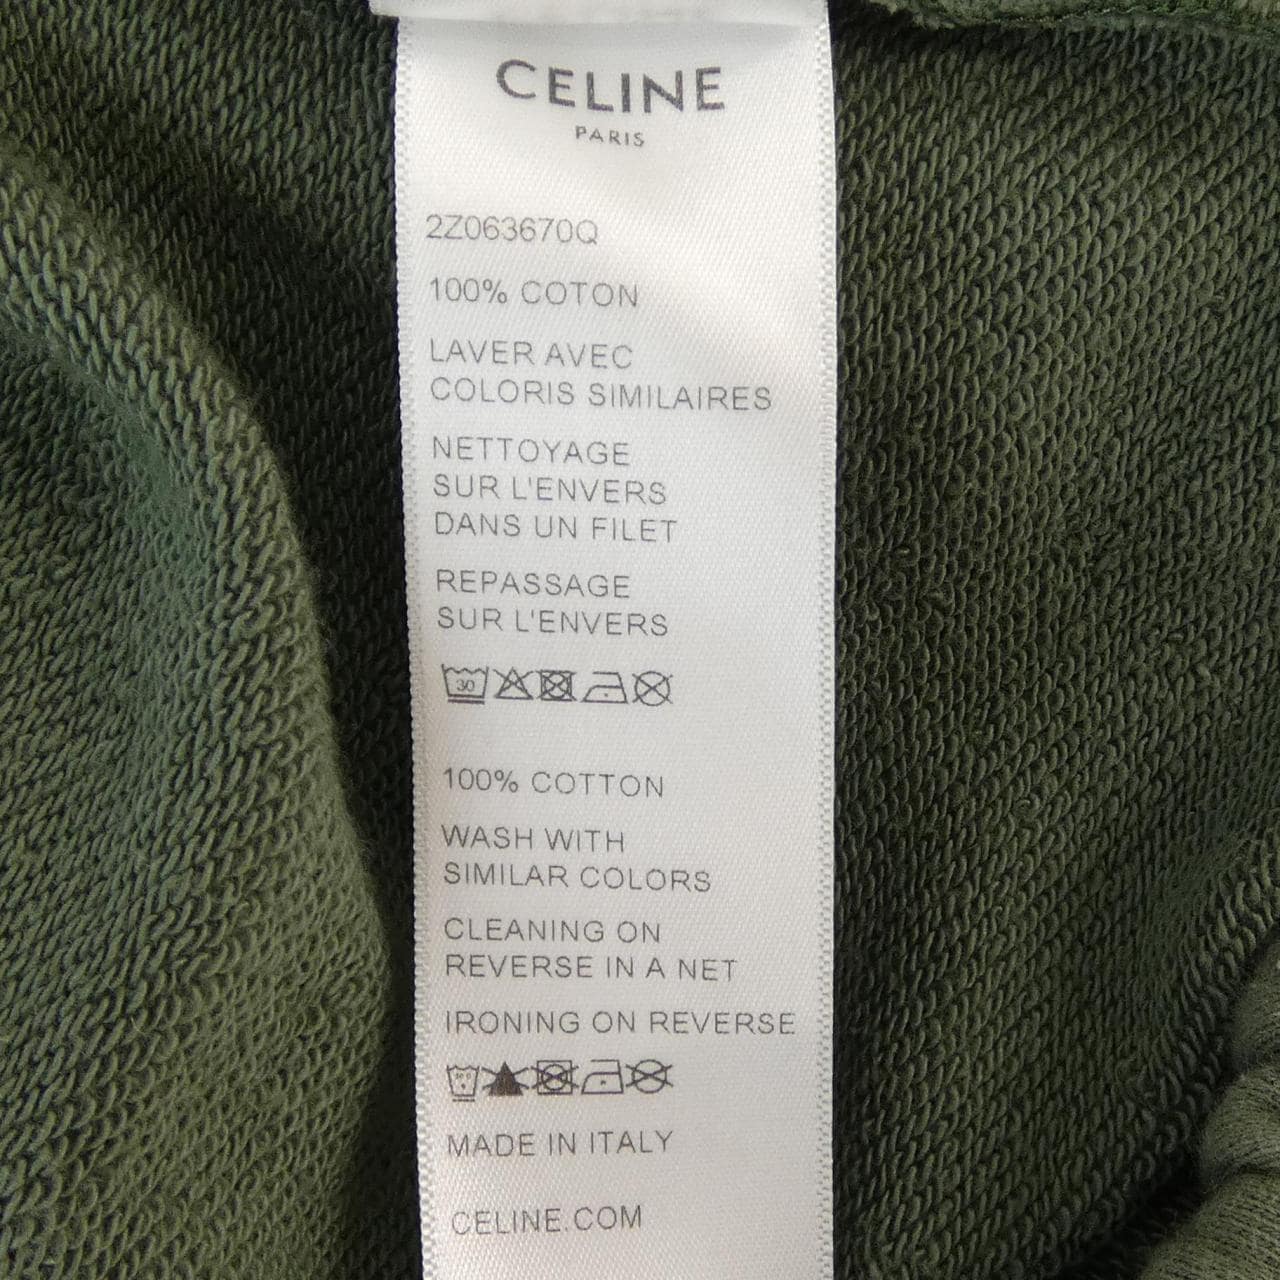 CELINE
PARIS
2Z063670Q
100% COTON
LAVER AVEC
COLORIS SIMILAIRES
NETTOYAGE
SUR L'ENVERS
DANS UN FILET
REPASSAGE
SUR L'ENVERS
30
100% COTTON
WASH WITH
SIMILAR COLORS
CLEANING ON
REVERSE IN A NET
IRONING ON REVERSE
MADE IN ITALY
CELINE.COM